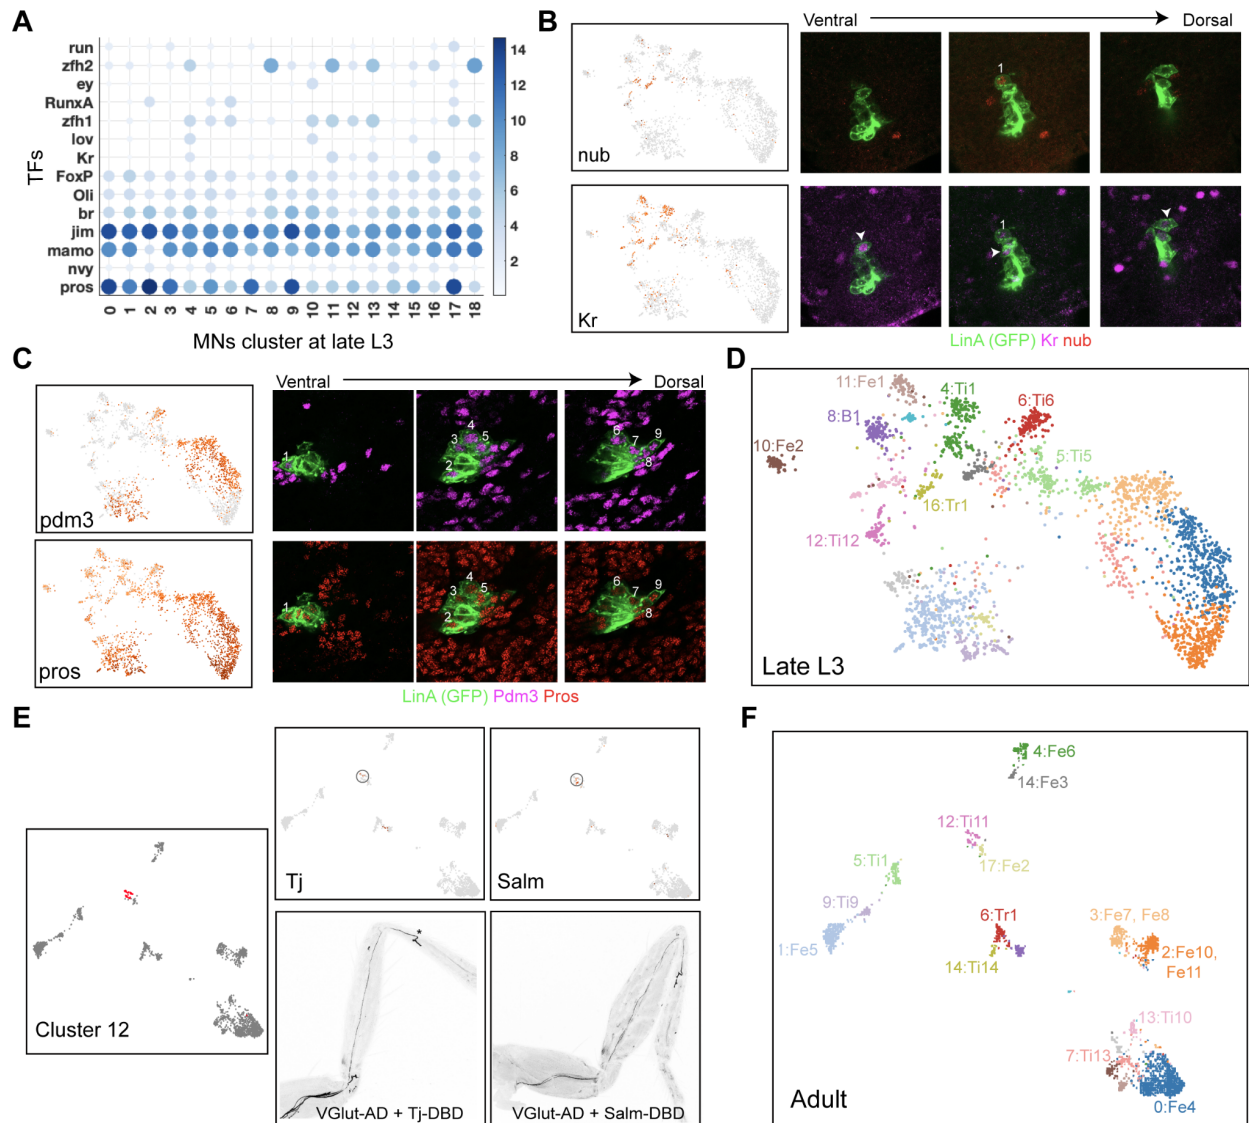 A
run
zfh2
ey
RunxA
zfh1
lov
Kr
FoxP
Oli
br
jim
mamo
nvy
pros
TFs
0 1 2 3 4 5 6 7 8 9 10 11 12 13 14 15 16 17 18
MNs cluster at late L3
14
12
10
8
6
4
2
B
Ventral Dorsal
nub
1
Kr
1
LinA (GFP) Kr nub
C
Ventral Dorsal
pdm3
1
2 3 4 5
6 7 8 9
pros
1
2 3 4 5
6 7 8 9
LinA (GFP) Pdm3 Pros
D
11:Fe1
4:Ti1
6:Ti6
8:B1
10:Fe2
5:Ti5
16:Tr1
12:Ti12
Late L3
E
Cluster 12
Tj
Salm
*
VGlut-AD + Tj-DBD
VGlut-AD + Salm-DBD
F
4:Fe6
14:Fe3
12:Ti11
17:Fe2
5:Ti1
9:Ti9
1:Fe5
6:Tr1
14:Ti14
3:Fe7, Fe8
2:Fe10,
Fe11
13:Ti10
7:Ti13
0:Fe4
Adult